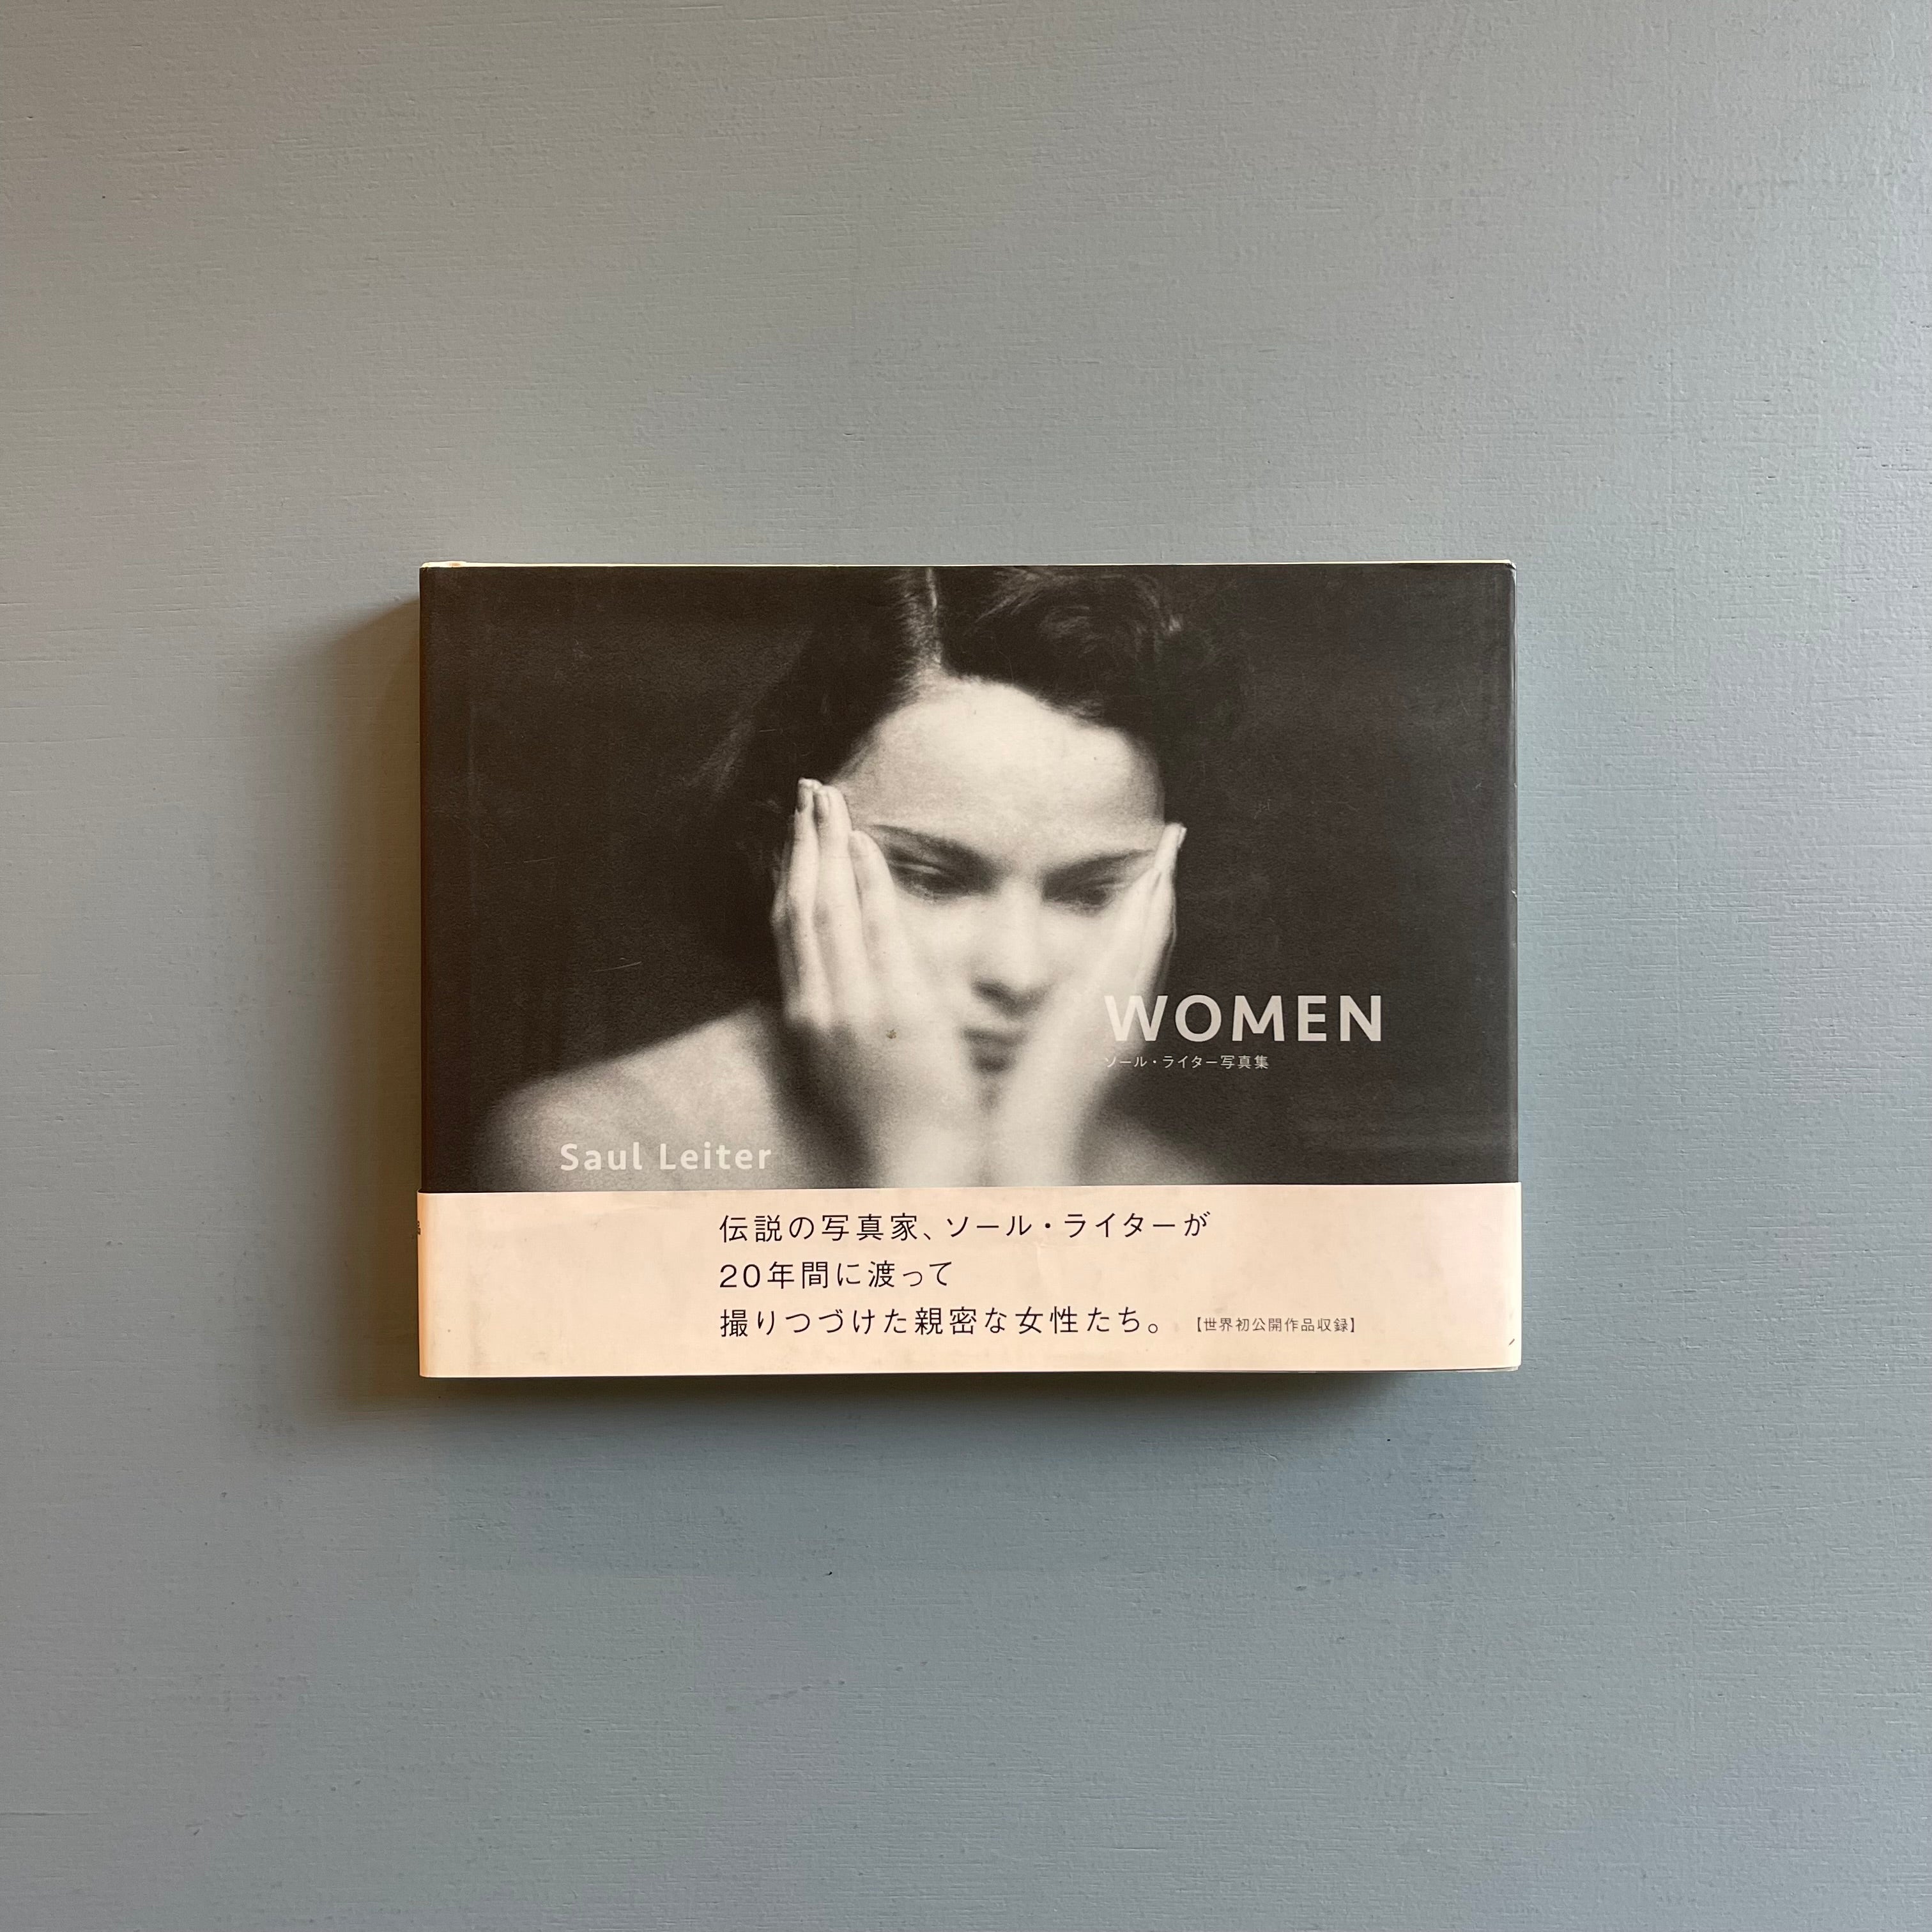 WOMEN
ソール・ライター写真集
Saul Leiter
伝説の写真家、ソール・ライターが
20年間に渡って
撮りつづけた親密な女性たち。【世界初公開作品収録】